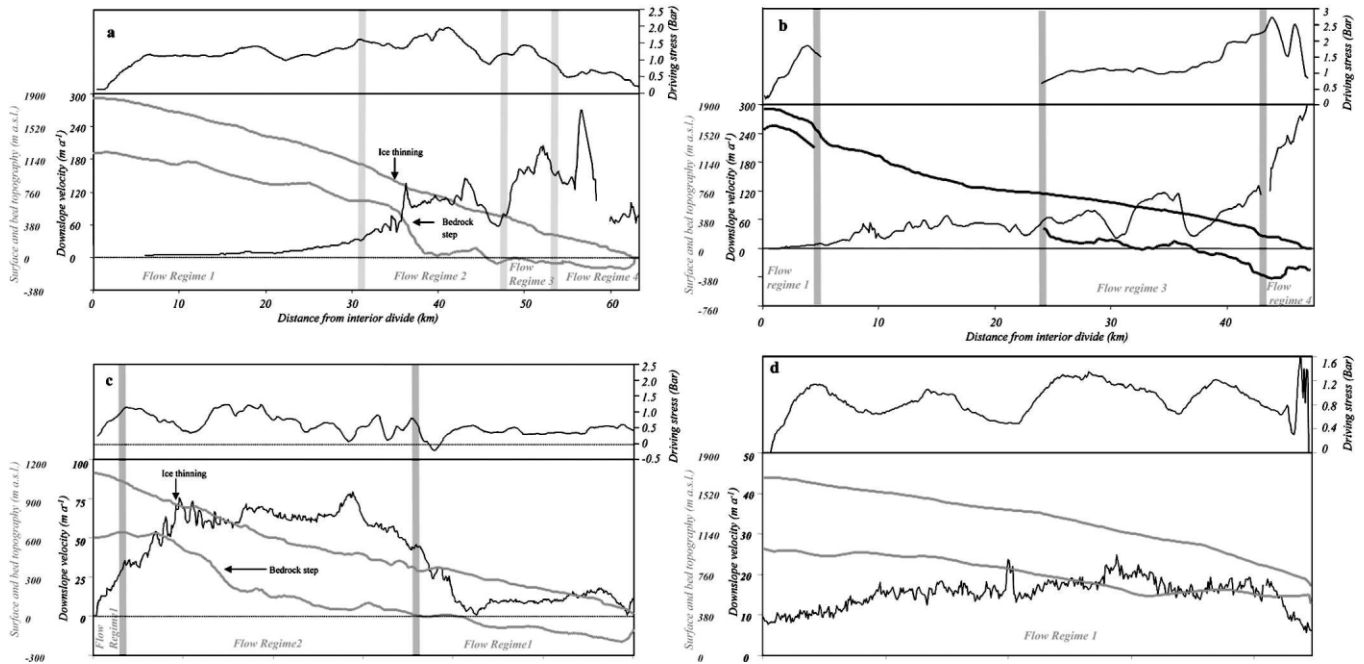 a
2.5
2.0
1.5
1.0
0.5
0
Driving stress (Bar)
Surface and bed topography (m a.s.l.)
1900
1520
1140
760
380
0
-380
Downslope velocity (m a⁻¹)
300
240
180
120
60
0
Ice thinning
Bedrock
step
Flow Regime 1
Flow Regime 2
Flow
Regime 3
Flow Regime 4
0
10
20
30
40
50
60
Distance from interior divide (km)
b
3
2.5
2
1.5
1
0.5
0
Driving stress (Bar)
Surface and bed topography (m a.s.l.)
1900
1520
1140
760
380
0
-380
-760
Downslope velocity (m a⁻¹)
300
240
180
120
60
0
Flow
regime 1
Flow regime 3
Flow
regime 4
0
10
20
30
40
Distance from interior divide (km)
c
2.5
2.0
1.5
1.0
0.5
0
-0.5
Driving stress (Bar)
Surface and bed topography (m a.s.l.)
1200
900
600
300
0
-300
Downslope velocity (m a⁻¹)
100
75
50
25
0
Ice thinning
Bedrock step
Flow
Regime1
Flow Regime2
Flow Regime1
d
1.6
1.2
0.8
0.4
0
Driving stress (Bar)
Surface and bed topography (m a.s.l.)
1900
1520
1140
760
380
0
Downslope velocity (m a⁻¹)
50
40
30
20
10
0
Flow Regime 1